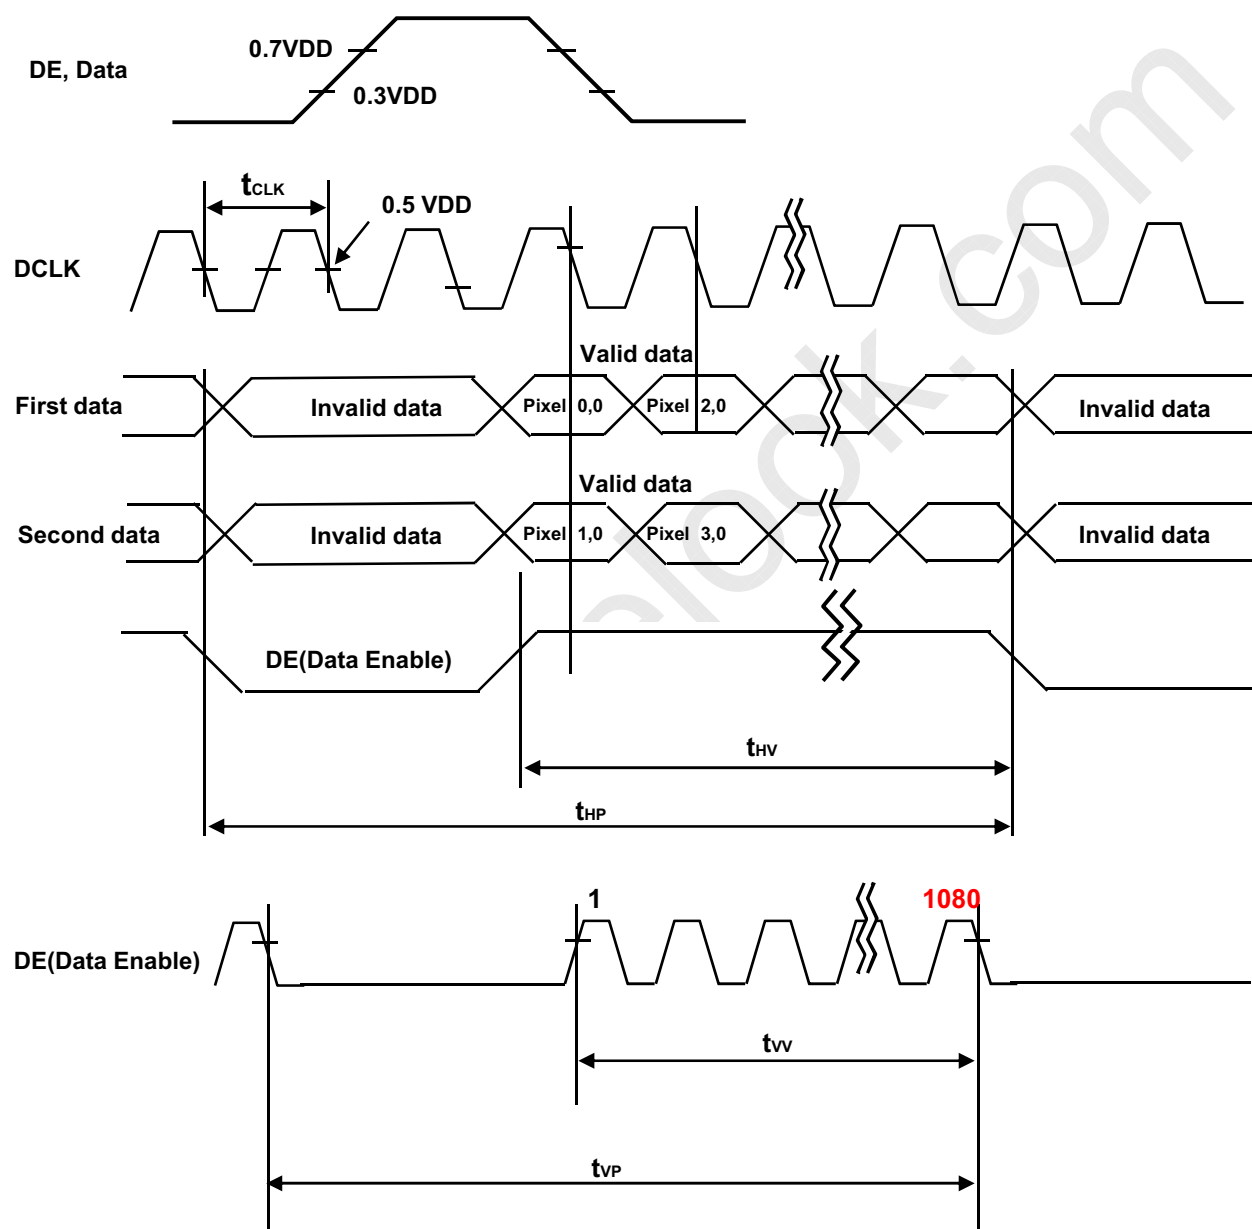 0.7VDD
DE, Data
0.3VDD
tCLK
0.5 VDD
DCLK
Valid data
First data
Invalid data
Pixel 0,0
Pixel 2,0
Invalid data
Valid data
Second data
Invalid data
Pixel 1,0
Pixel 3,0
Invalid data
DE(Data Enable)
tHV
tHP
1
1080
DE(Data Enable)
tVV
tVP
elook.com